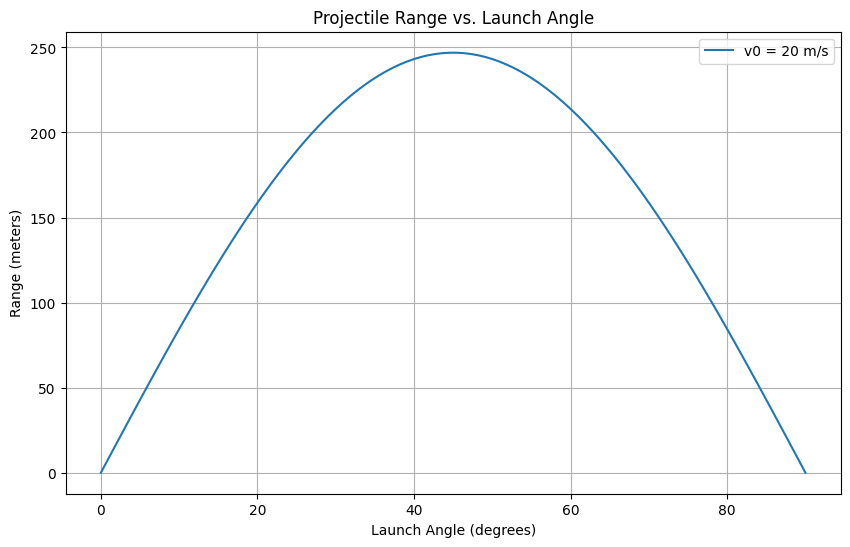 Projectile Range vs. Launch Angle
v0 = 20 m/s
Range (meters)
250
200
150
100
50
0
0 20 40 60 80
Launch Angle (degrees)